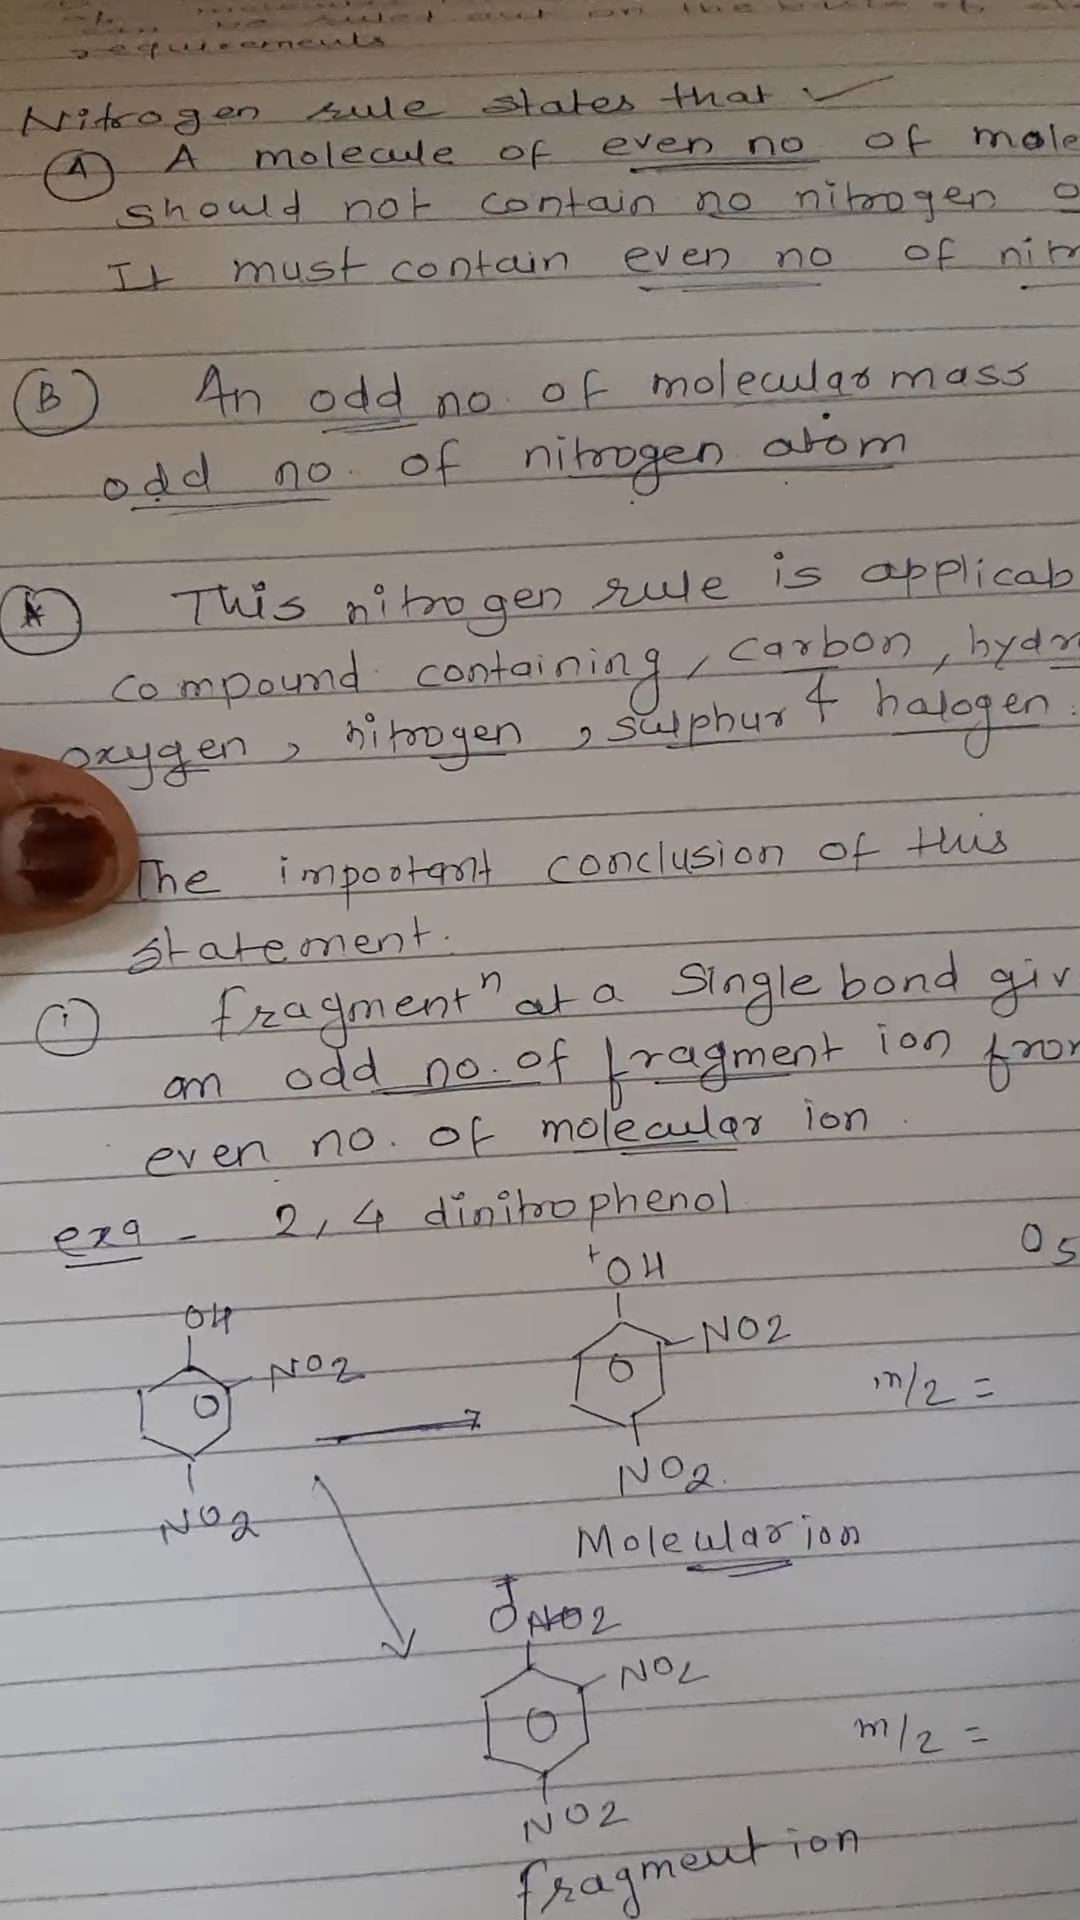 requirements
Nitrogen rule states that ✓
(A) A molecule of even no of mole
should not contain no nitrogen o
It must contain even no of nitr
(B) An odd no. of molecular mass
odd no. of nitrogen atom
This nitrogen rule is applicab
compound containing, carbon, hydr
oxygen, nitrogen, sulphur & halogen.
The important conclusion of this
statement.
(i) fragmentⁿ at a Single bond giv
an odd no. of fragment ion from
even no. of molecular ion.
exa - 2,4 dinitrophenol
+OH
O5
OH
NO2
NO2
m/z =
NO2
NO2.
Molecular ion
NO2
m/z =
NO2
fragment ion